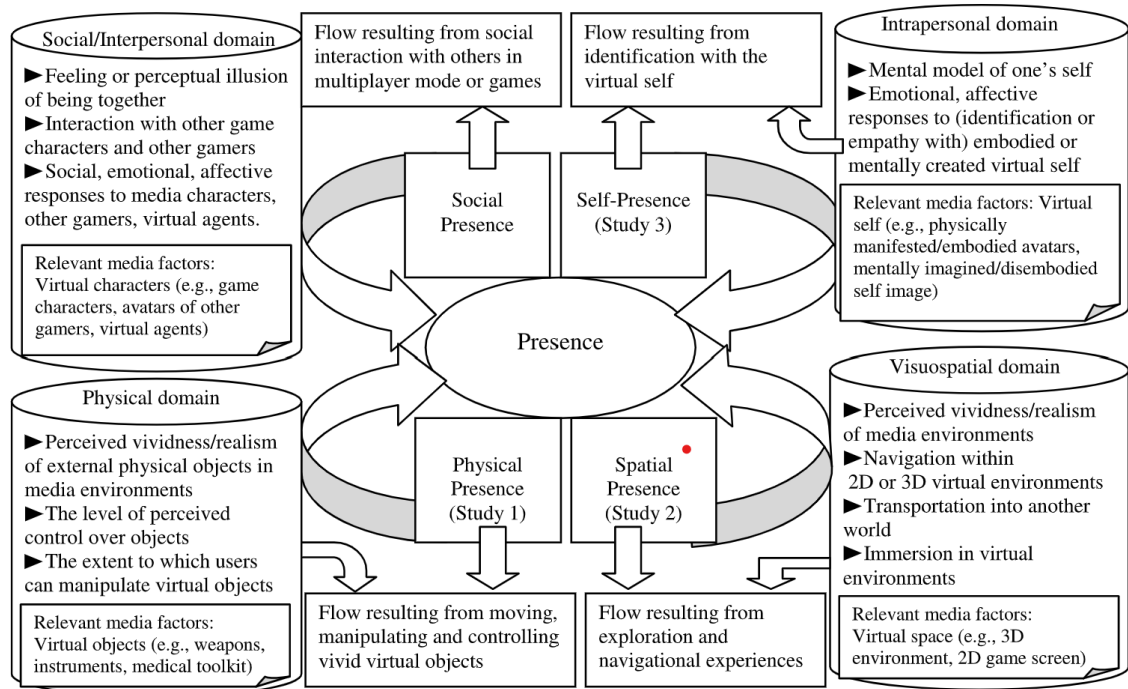 Social/Interpersonal domain
►Feeling or perceptual illusion
of being together
►Interaction with other game
characters and other gamers
►Social, emotional, affective
responses to media characters,
other gamers, virtual agents.
Relevant media factors:
Virtual characters (e.g., game
characters, avatars of other
gamers, virtual agents)
Flow resulting from social
interaction with others in
multiplayer mode or games
Flow resulting from
identification with the
virtual self
Intrapersonal domain
►Mental model of one's self
►Emotional, affective
responses to (identification or
empathy with) embodied or
mentally created virtual self
Relevant media factors: Virtual
self (e.g., physically
manifested/embodied avatars,
mentally imagined/disembodied
self image)
Social
Presence
Self-Presence
(Study 3)
Presence
Physical domain
►Perceived vividness/realism
of external physical objects in
media environments
►The level of perceived
control over objects
►The extent to which users
can manipulate virtual objects
Relevant media factors:
Virtual objects (e.g., weapons,
instruments, medical toolkit)
Physical
Presence
(Study 1)
Spatial
Presence
(Study 2)
Flow resulting from moving,
manipulating and controlling
vivid virtual objects
Flow resulting from
exploration and
navigational experiences
Visuospatial domain
►Perceived vividness/realism
of media environments
►Navigation within
2D or 3D virtual environments
►Transportation into another
world
►Immersion in virtual
environments
Relevant media factors:
Virtual space (e.g., 3D
environment, 2D game screen)